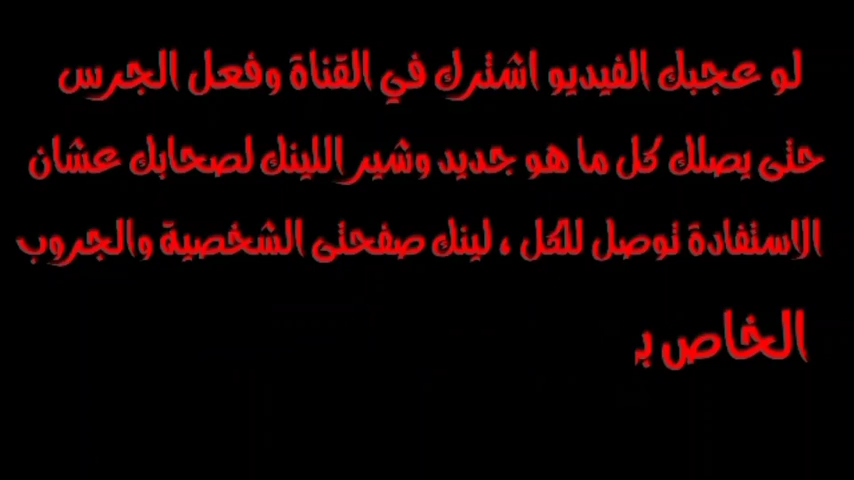 لو عجبك الفيديو اشترك في القناة وفعل الجرس
حتى يصلك كل ما هو جديد وشير اللينك لصحابك عشان
الاستفادة توصل للكل ، لينك صفحتى الشخصية والجروب
الخاص بـ